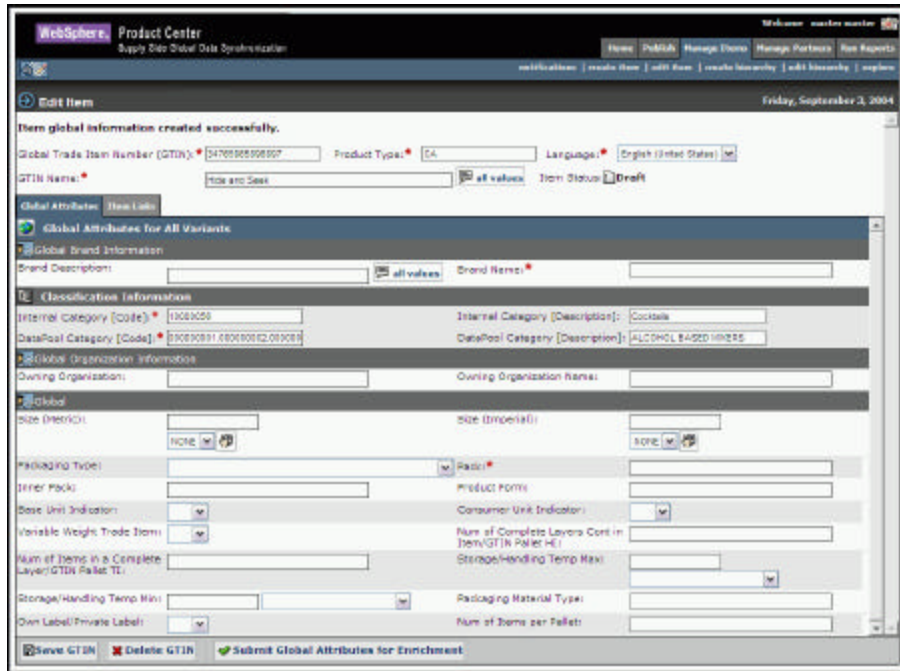 WebSphere. Product Center
Supply Side Global Data Synchronization
Welcome master master
Home Publish Manage Items Manage Partners Run Reports
notifications | create item | edit item | create hierarchy | edit hierarchy | explore
Edit Item Friday, September 3, 2004
Item global information created successfully.
Global Trade Item Number (GTIN):* Product Type:* EA Language:* English (United States)
GTIN Name:* Hide and Seek all values Item Status: Draft
Global Attributes Item Links
Global Attributes for All Variants
Global Brand Information
Brand Description: all values Brand Name:*
Classification Information
Internal Category [Code]:* Internal Category [Description]: Cocktails
DataPool Category [Code]:* DataPool Category [Description]: ALCOHOL BASED MIXERS
Global Organization Information
Owning Organization: Owning Organization Name:
Global
Size (Metric): Size (Imperial):
NONE NONE
Packaging Type: Pack:*
Inner Pack: Product Form:
Base Unit Indicator: Consumer Unit Indicator:
Variable Weight Trade Item: Num of Complete Layers Cont in
Item/GTIN Pallet HI:
Num of Items in a Complete Storage/Handling Temp Max:
Layer/GTIN Pallet TI:
Storage/Handling Temp Min: Packaging Material Type:
Own Label/Private Label: Num of Items per Pallet:
Save GTIN Delete GTIN Submit Global Attributes for Enrichment